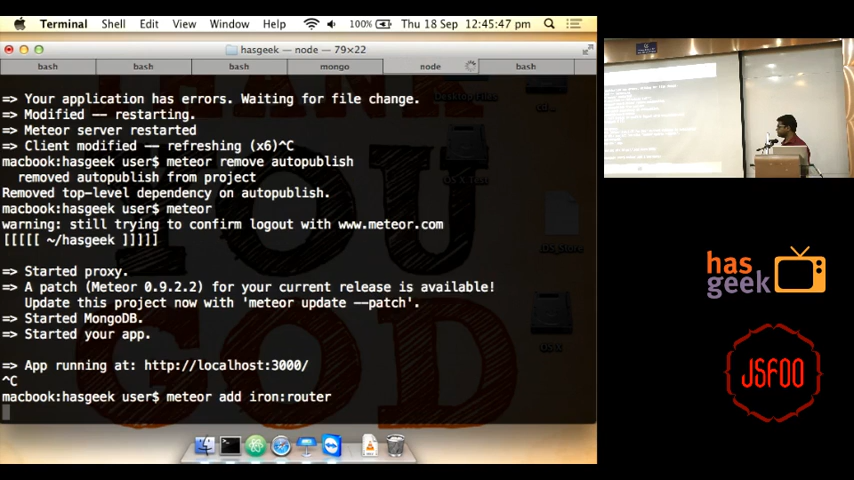 Terminal Shell Edit View Window Help 100% Thu 18 Sep 12:45:47 pm
hasgeek — node — 79×22
bash bash bash mongo node bash
=> Your application has errors. Waiting for file change.
=> Modified -- restarting.
=> Meteor server restarted
=> Client modified -- refreshing (x6)^C
macbook:hasgeek user$ meteor remove autopublish
removed autopublish from project
Removed top-level dependency on autopublish.
macbook:hasgeek user$ meteor
warning: still trying to confirm logout with www.meteor.com
[[[[[ ~/hasgeek ]]]]]
=> Started proxy.
=> A patch (Meteor 0.9.2.2) for your current release is available!
Update this project now with 'meteor update --patch'.
=> Started MongoDB.
=> Started your app.
=> App running at: http://localhost:3000/
^C
macbook:hasgeek user$ meteor add iron:router
YOU
GOD
has
geek
JSFOO